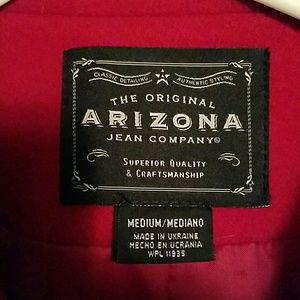 CLASSIC DETAILING AUTHENTIC STYLING
THE ORIGINAL
ARIZONA
JEAN COMPANY®
SUPERIOR QUALITY
& CRAFTSMANSHIP
MEDIUM/MEDIANO
MADE IN UKRAINE
HECHO EN UCRANIA
WPL 11935